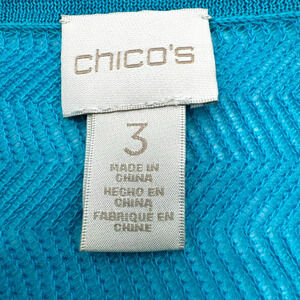 chico's
3
MADE IN
CHINA
HECHO EN
CHINA
FABRIQUÉ EN
CHINE